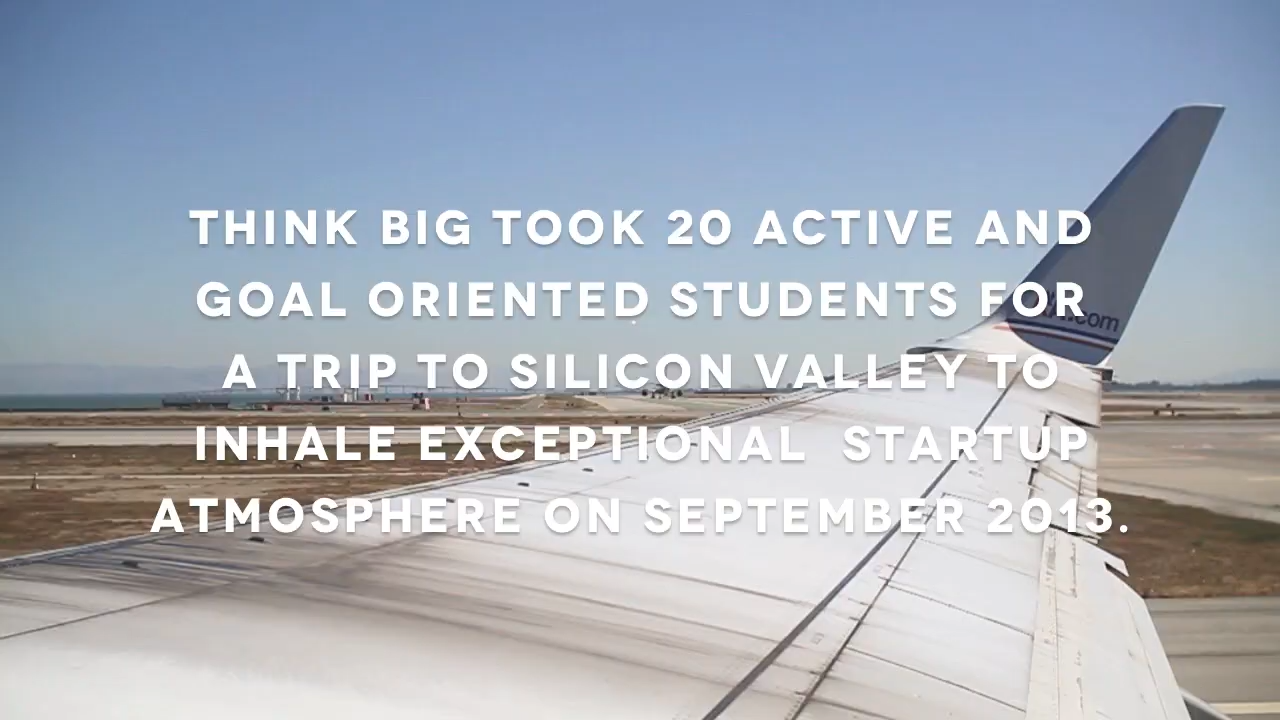 THINK BIG TOOK 20 ACTIVE AND
GOAL ORIENTED STUDENTS FOR
A TRIP TO SILICON VALLEY TO
INHALE EXCEPTIONAL STARTUP
ATMOSPHERE ON SEPTEMBER 2013.
.com